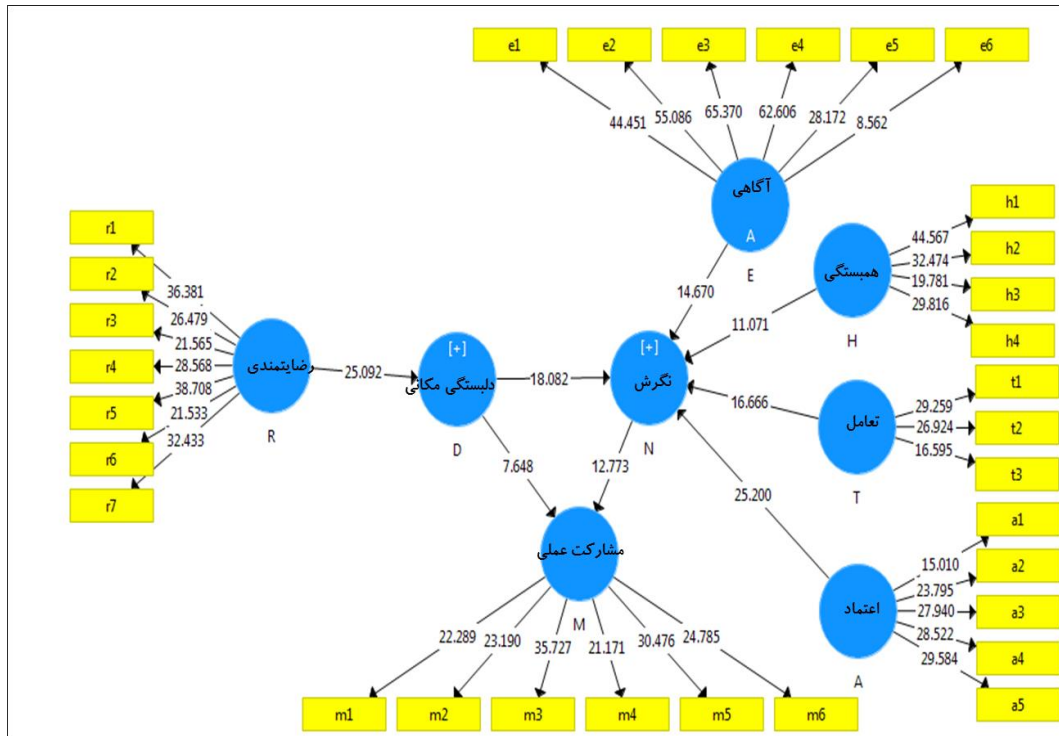 e1
e2
e3
e4
e5
e6
44.451
55.086
65.370
62.606
28.172
8.562
آگاهی
A
E
h1
h2
h3
h4
44.567
32.474
19.781
29.816
همبستگی
H
14.670
11.071
r1
r2
r3
r4
r5
r6
r7
36.381
26.479
21.565
28.568
38.708
21.533
32.433
رضایتمندی
R
25.092
[+]
دلبستگی مکانی
D
18.082
[+]
نگرش
N
16.666
t1
t2
t3
29.259
26.924
16.595
تعامل
T
7.648
12.773
25.200
مشارکت عملی
M
22.289
23.190
35.727
21.171
30.476
24.785
m1
m2
m3
m4
m5
m6
a1
a2
a3
a4
a5
15.010
23.795
27.940
28.522
29.584
اعتماد
A